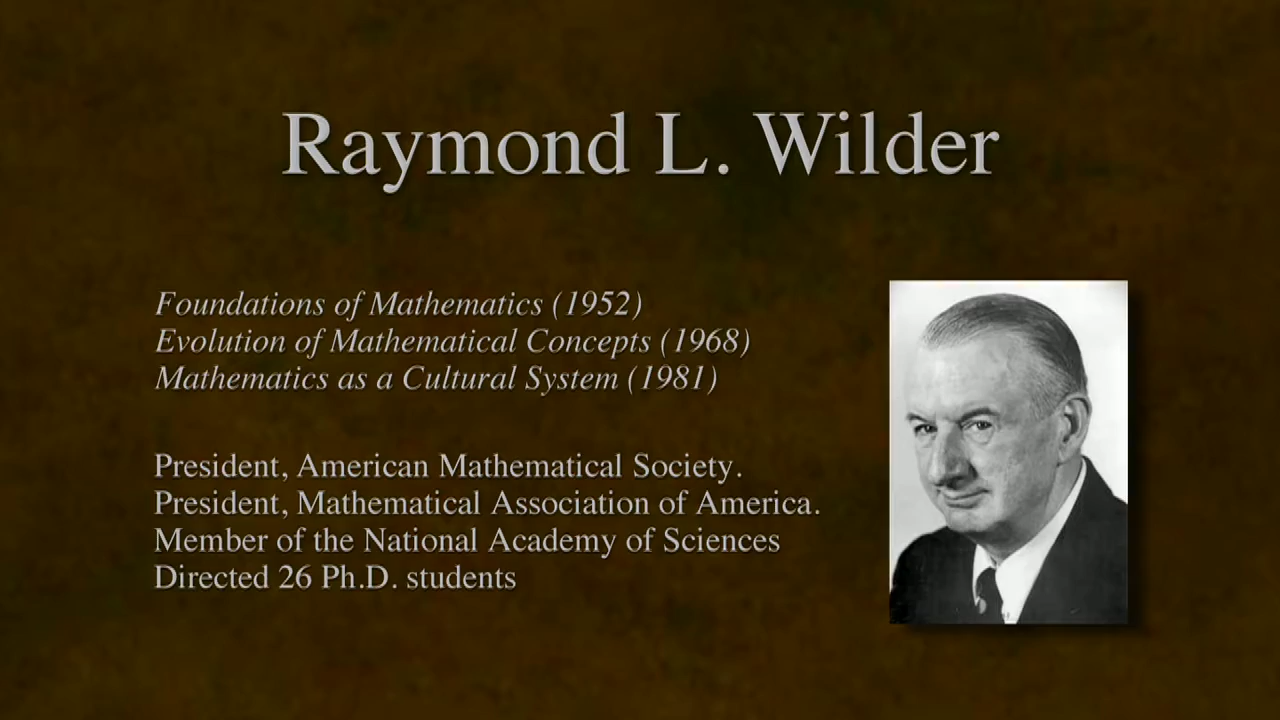 Raymond L. Wilder
Foundations of Mathematics (1952)
Evolution of Mathematical Concepts (1968)
Mathematics as a Cultural System (1981)
President, American Mathematical Society.
President, Mathematical Association of America.
Member of the National Academy of Sciences
Directed 26 Ph.D. students